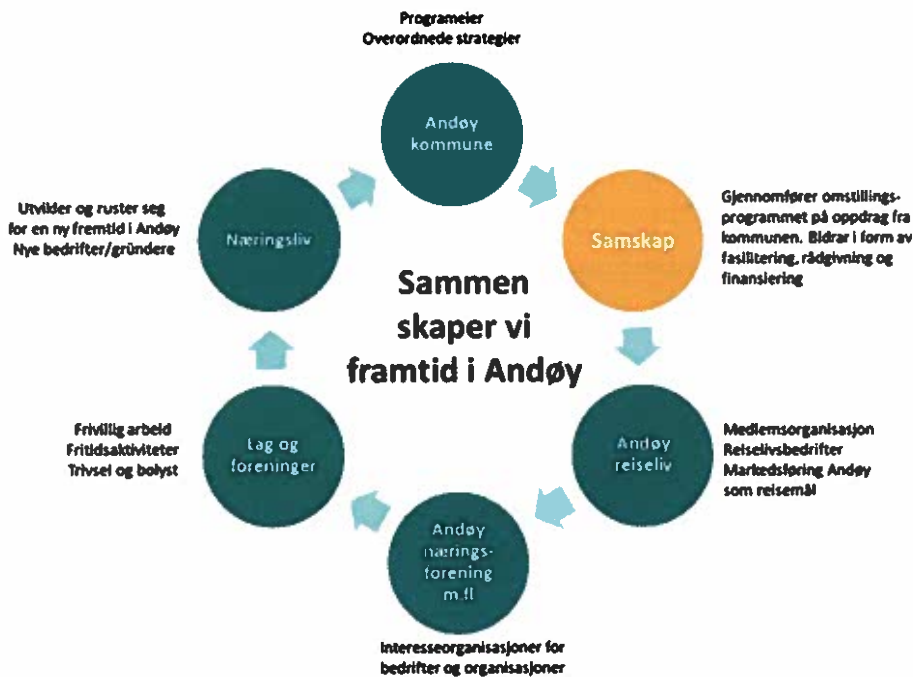 Programeier
Overordnede strategier
Andøy
kommune
Samskap
Gjennomfører omstillings-
programmet på oppdrag fra
kommunen. Bidrar i form av
fasilitering, rådgivning og
finansiering
Andøy
reiseliv
Medlemsorganisasjon
Reiselivsbedrifter
Markedsføring Andøy
som reisemål
Andøy
nærings-
forening
m.fl
Interesseorganisasjoner for
bedrifter og organisasjoner
Lag og
foreninger
Frivillig arbeid
Fritidsaktiviteter
Trivsel og bolyst
Næringsliv
Utvikler og ruster seg
for en ny fremtid i Andøy
Nye bedrifter/gründere
Sammen
skaper vi
framtid i Andøy